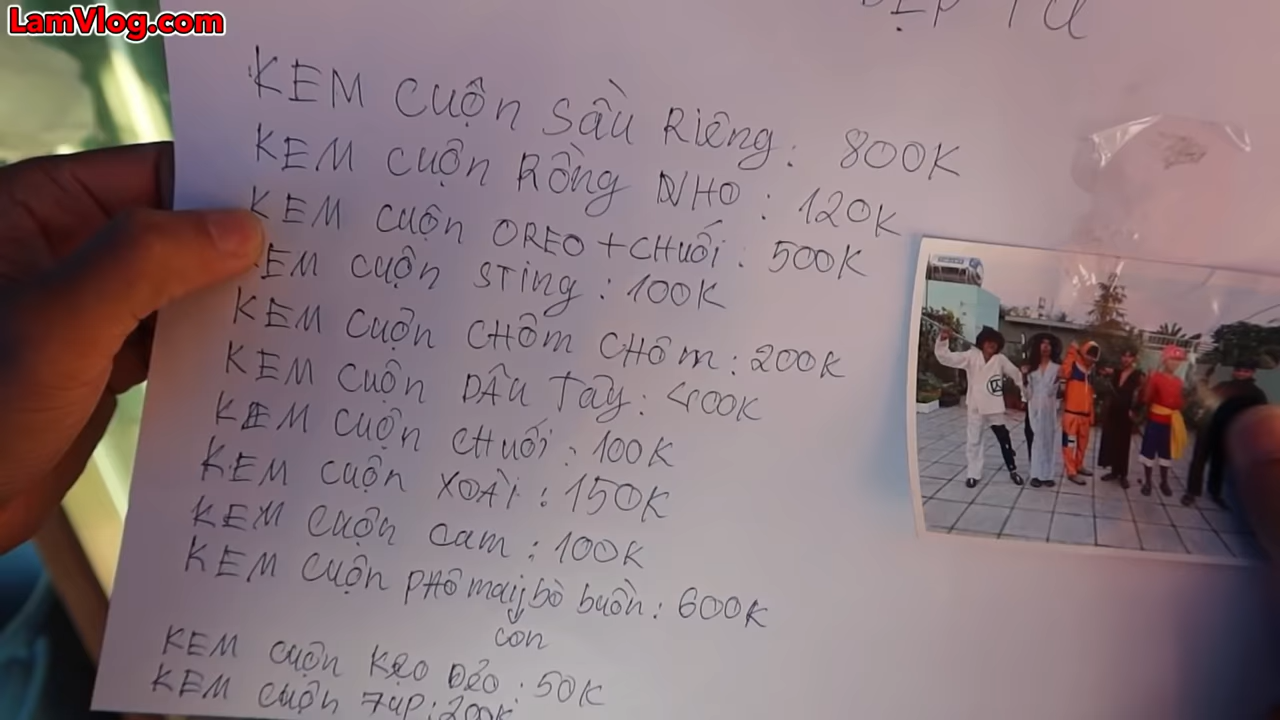 LamVlog.com
KEM CUỘN SẦU RIÊNG: 800K
KEM CUỘN RỒNG NHO: 120K
KEM CUỘN OREO + CHUỐI: 500K
KEM CUỘN STING: 100K
KEM CUỘN CHÔM CHÔM: 200K
KEM CUỘN DÂU TÂY: 400K
KEM CUỘN CHUỐI: 100K
KEM CUỘN XOÀI: 150K
KEM CUỘN CAM: 100K
KEM CUỘN PHÔ MAI BÒ BUỒN: 600K
CON
KEM CUỘN KẸO DẺO: 50K
KEM CUỘN 7UP: 200K